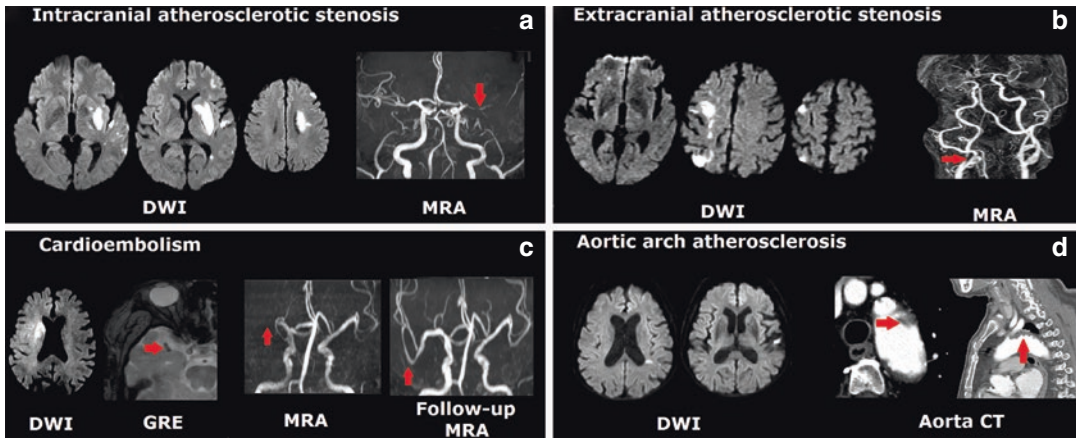 Intracranial atherosclerotic stenosis
a
DWI
MRA
Extracranial atherosclerotic stenosis
b
DWI
MRA
Cardioembolism
c
DWI
GRE
MRA
Follow-up
MRA
Aortic arch atherosclerosis
d
DWI
Aorta CT